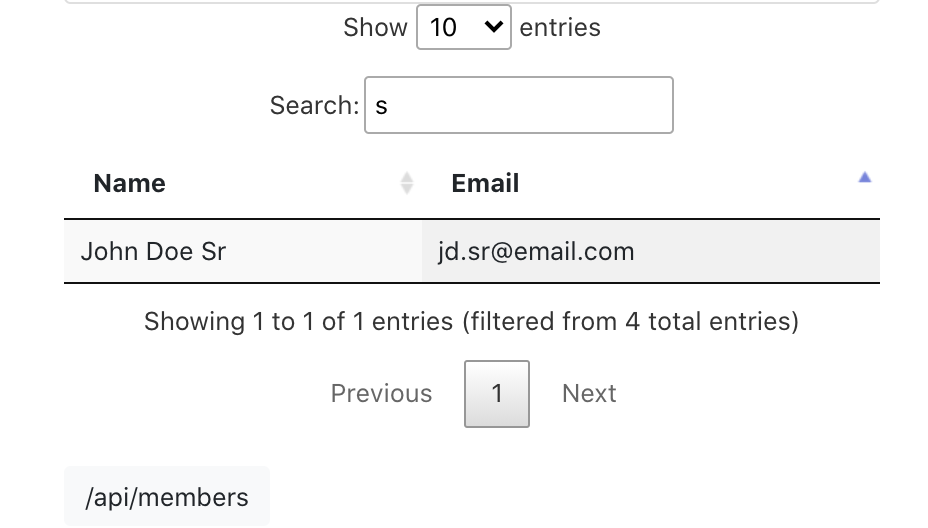 Show 10 entries
Search: s
Name Email
John Doe Sr jd.sr@email.com
Showing 1 to 1 of 1 entries (filtered from 4 total entries)
Previous 1 Next
/api/members